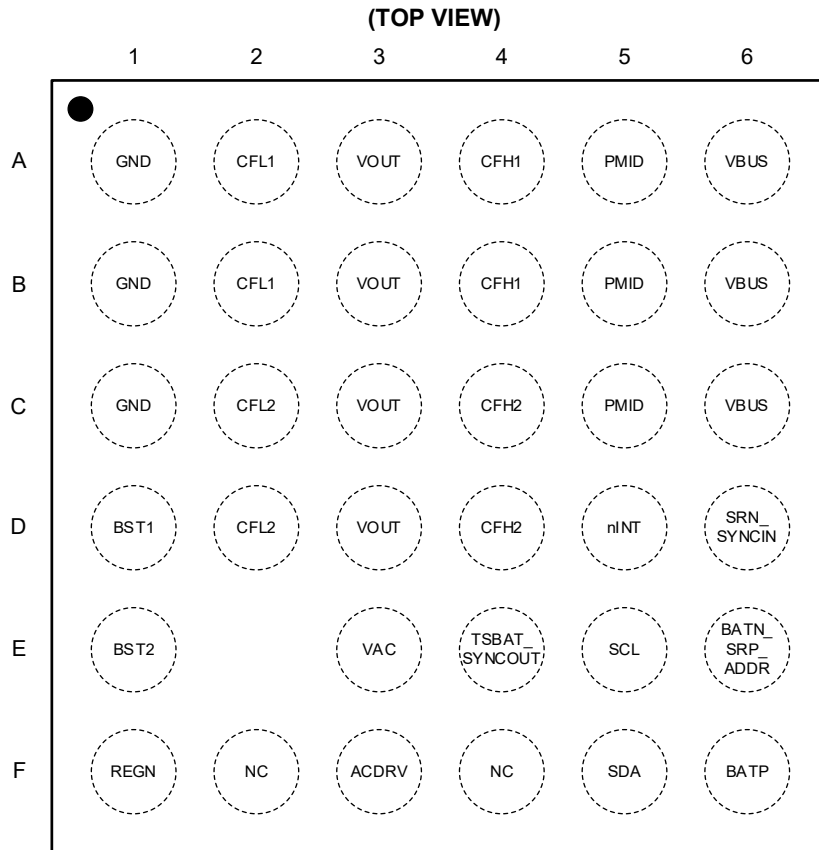 (TOP VIEW)
1 2 3 4 5 6
A GND CFL1 VOUT CFH1 PMID VBUS
B GND CFL1 VOUT CFH1 PMID VBUS
C GND CFL2 VOUT CFH2 PMID VBUS
D BST1 CFL2 VOUT CFH2 nINT SRN_
SYNCIN
E BST2 VAC TSBAT_
SYNCOUT SCL BATN_
SRP_
ADDR
F REGN NC ACDRV NC SDA BATP